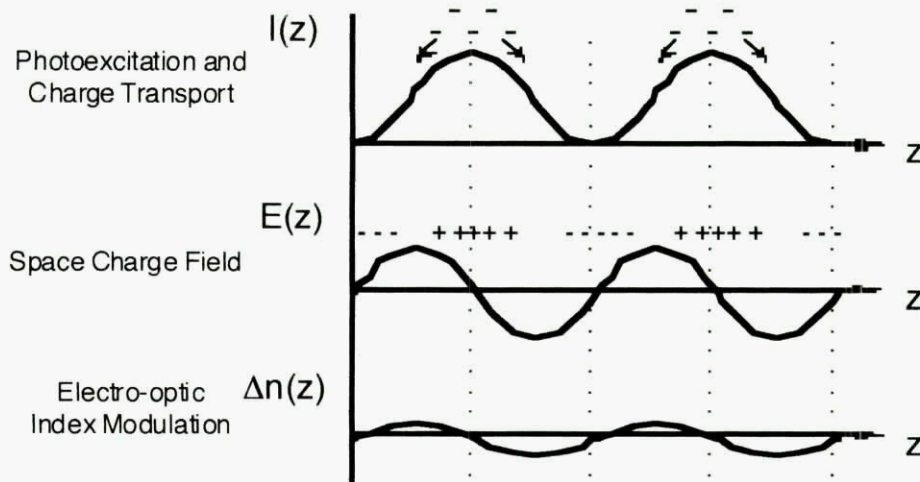 I(z)
Photoexcitation and
Charge Transport
z
E(z)
- - - + + + + + - - - - - + + + + + - - -
Space Charge Field
z
Electro-optic
Δn(z)
Index Modulation
z